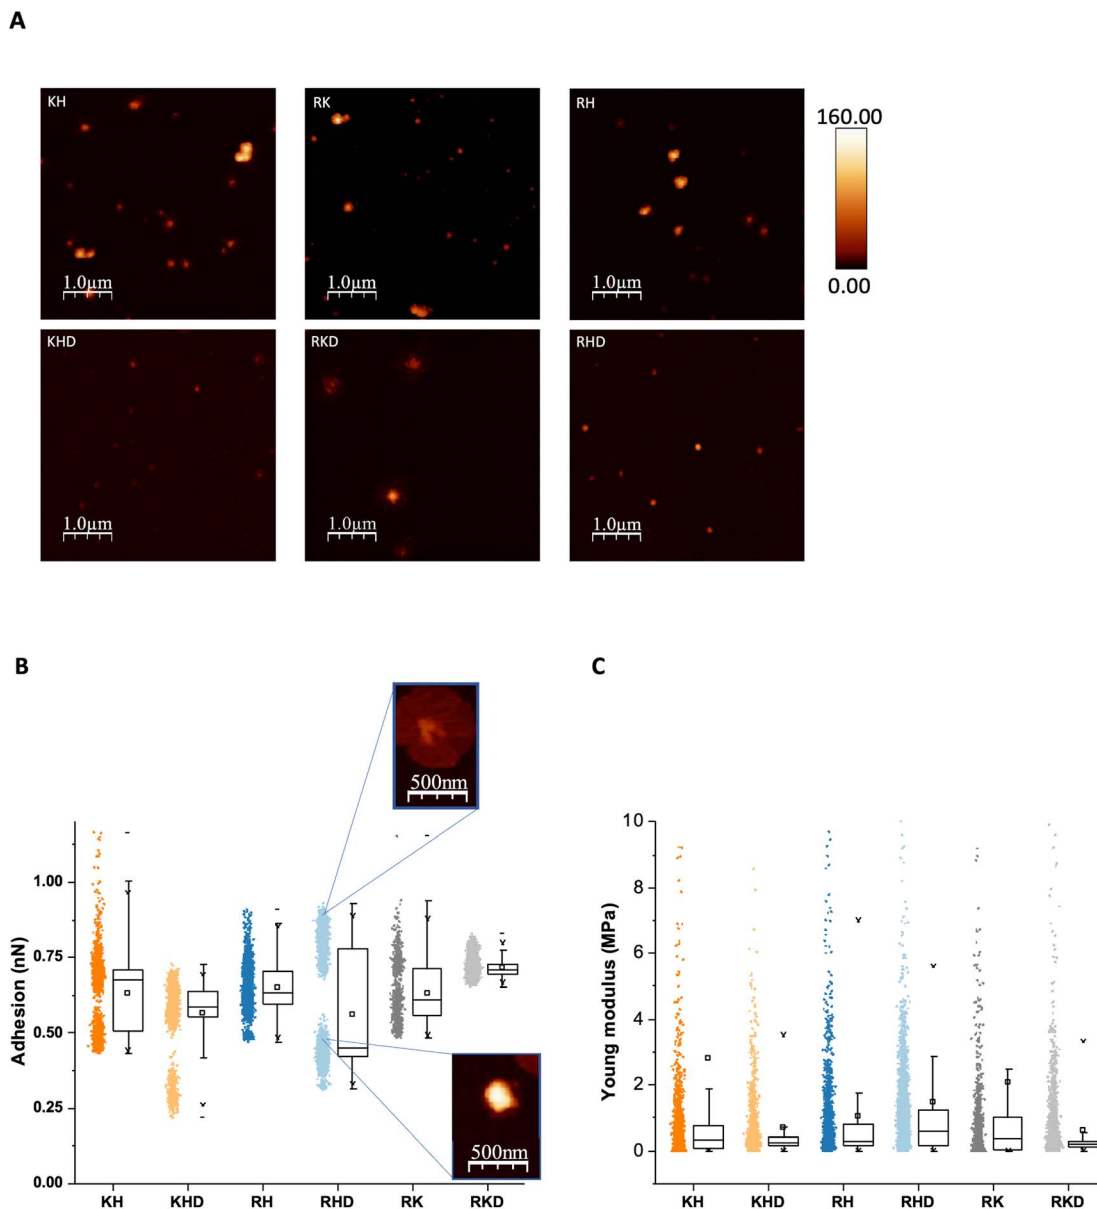 A
KH
RK
RH
160.00
0.00
1.0µm
1.0µm
1.0µm
KHD
RKD
RHD
1.0µm
1.0µm
1.0µm
B
C
500nm
500nm
Adhesion (nN)
1.00
0.75
0.50
0.25
0.00
KH KHD RH RHD RK RKD
Young modulus (MPa)
10
8
6
4
2
0
KH KHD RH RHD RK RKD